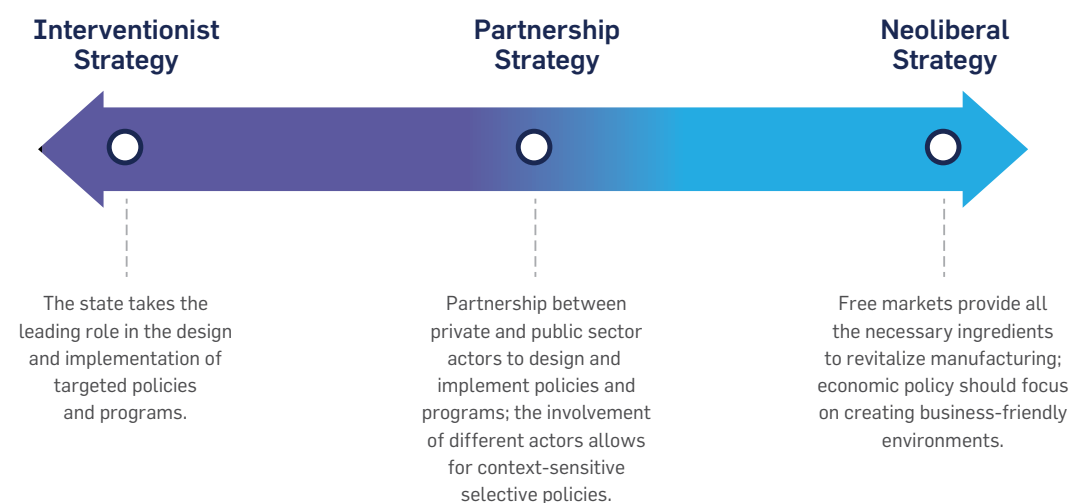 Interventionist
Strategy
Partnership
Strategy
Neoliberal
Strategy
The state takes the
leading role in the design
and implementation of
targeted policies
and programs.
Partnership between
private and public sector
actors to design and
implement policies and
programs; the involvement
of different actors allows
for context-sensitive
selective policies.
Free markets provide all
the necessary ingredients
to revitalize manufacturing;
economic policy should focus
on creating business-friendly
environments.